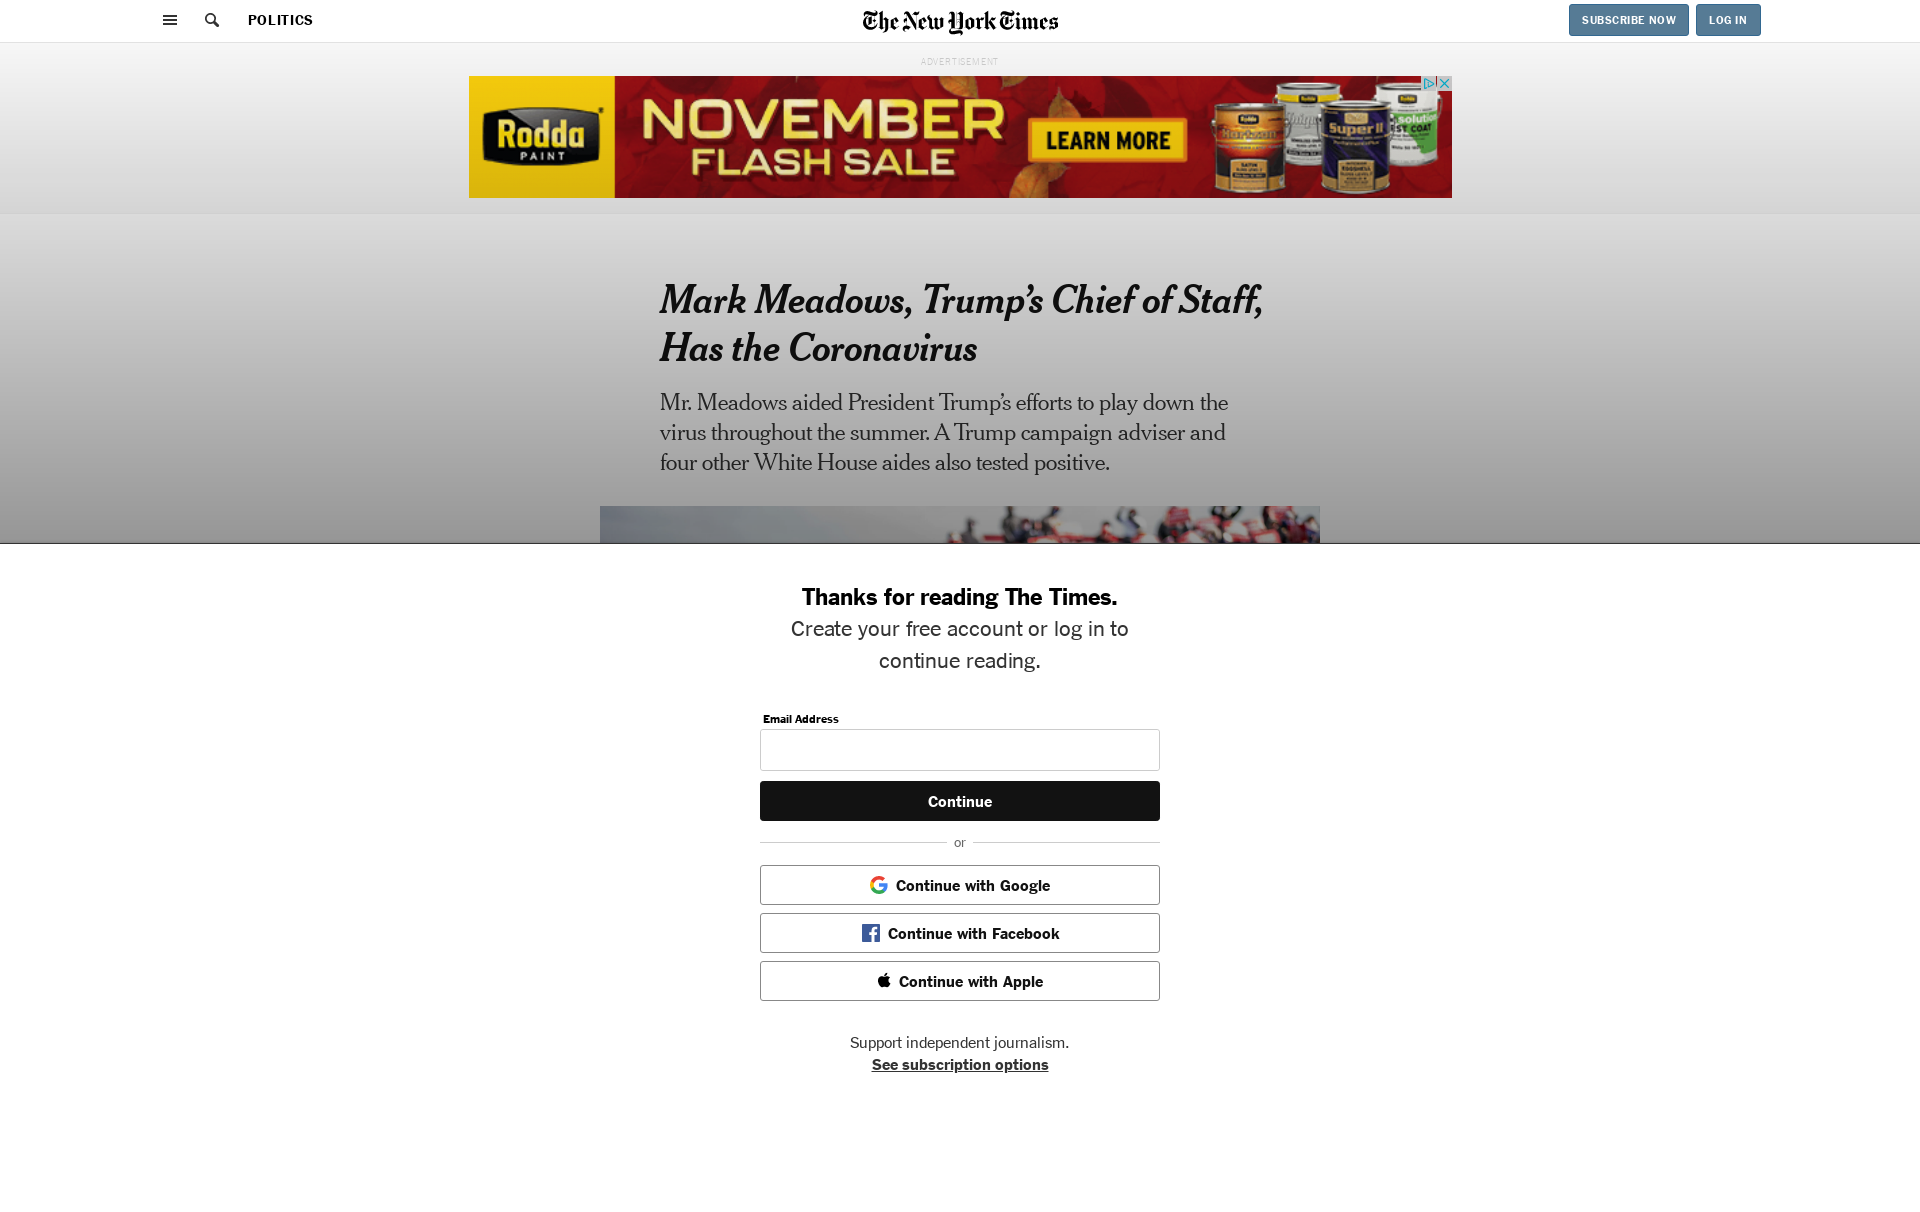 POLITICS
The New York Times
SUBSCRIBE NOW
LOG IN
ADVERTISEMENT
Rodda
PAINT
NOVEMBER
FLASH SALE
LEARN MORE
Mark Meadows, Trump’s Chief of Staff,
Has the Coronavirus
Mr. Meadows aided President Trump’s efforts to play down the
virus throughout the summer. A Trump campaign adviser and
four other White House aides also tested positive.
Thanks for reading The Times.
Create your free account or log in to
continue reading.
Email Address
Continue
or
Continue with Google
Continue with Facebook
Continue with Apple
Support independent journalism.
See subscription options